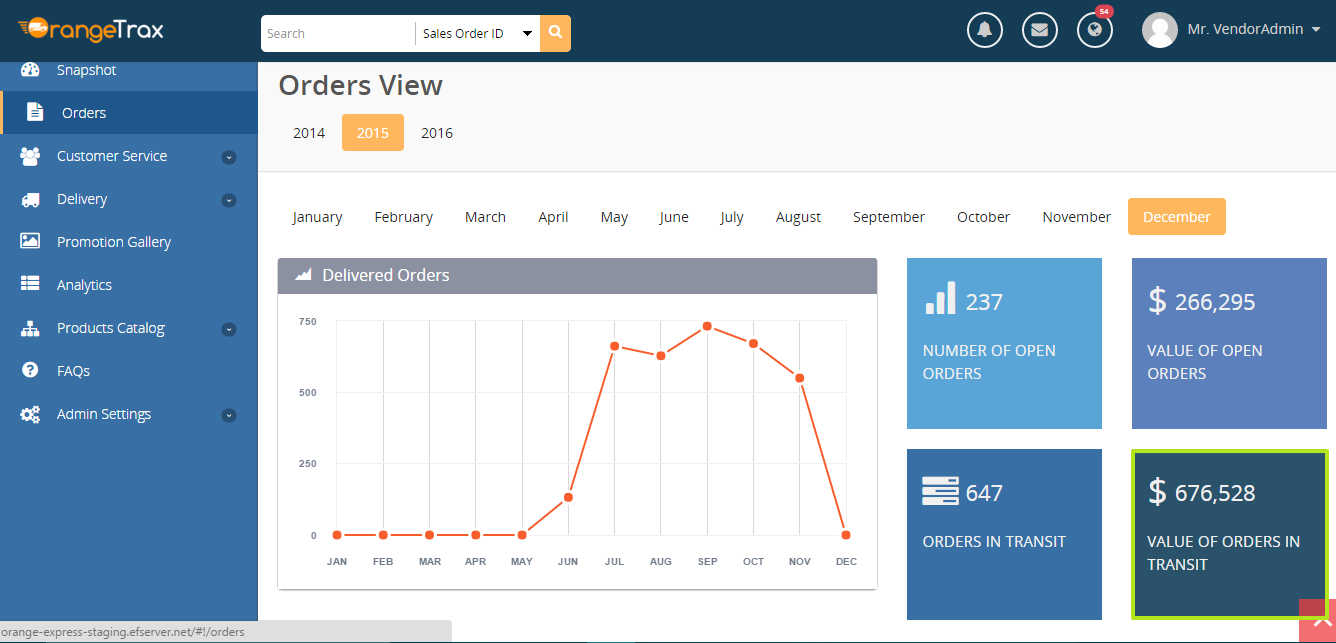 OrangeTrax
Search
Sales Order ID
54
Mr. VendorAdmin
Snapshot
Orders
Customer Service
Delivery
Promotion Gallery
Analytics
Products Catalog
FAQs
Admin Settings
orange-express-staging.efserver.net/#!/orders
Orders View
2014 2015 2016
January February March April May June July August September October November December
Delivered Orders
750
500
250
0
JAN FEB MAR APR MAY JUN JUL AUG SEP OCT NOV DEC
237
NUMBER OF OPEN
ORDERS
$ 266,295
VALUE OF OPEN
ORDERS
647
ORDERS IN TRANSIT
$ 676,528
VALUE OF ORDERS IN
TRANSIT